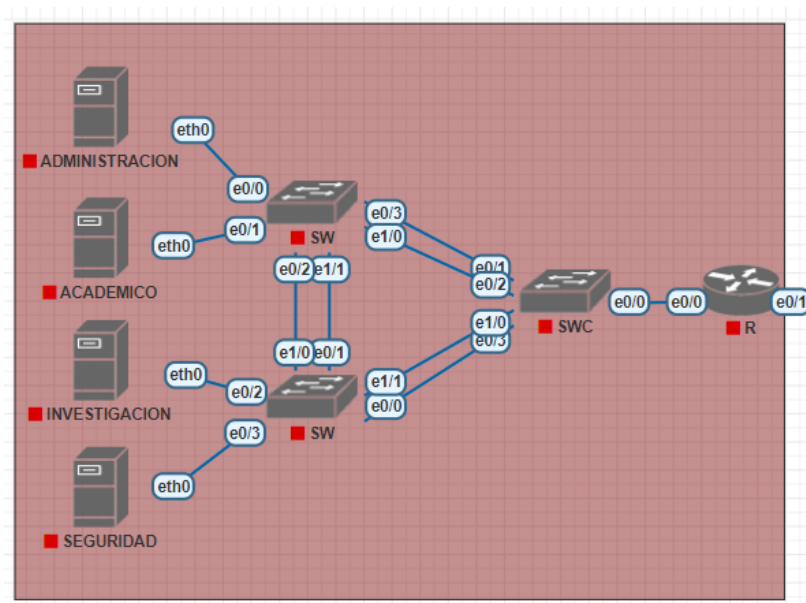 eth0
ADMINISTRACION
e0/0
e0/3
e0/1
SW
e1/0
eth0
ACADEMICO
e0/2
e1/1
e0/1
e0/2
SWC
e0/0
e0/0
R
e0/1
e1/0
e0/3
e1/0
e0/1
eth0
INVESTIGACION
e0/2
e1/1
e0/0
SW
e0/3
eth0
SEGURIDAD